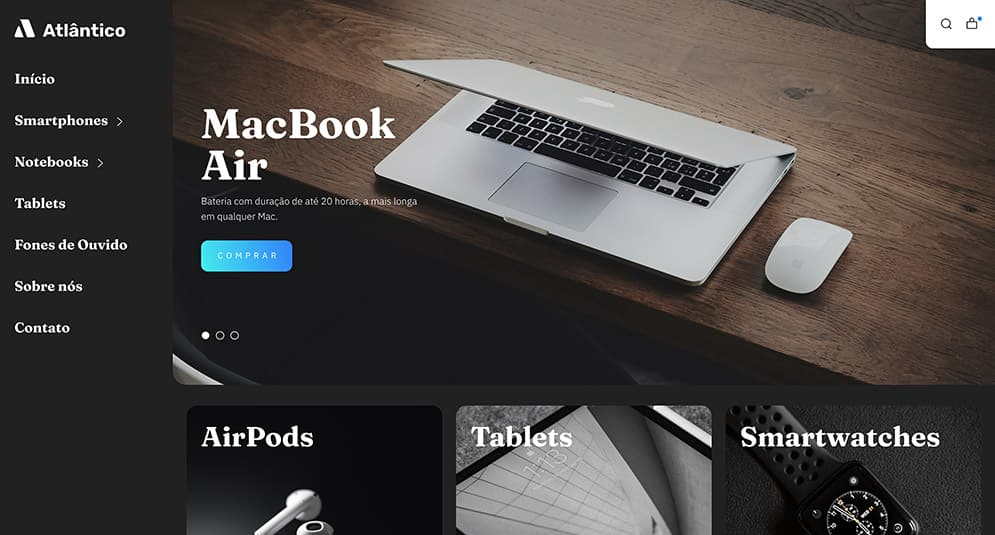 Atlântico
Início
Smartphones
Notebooks
Tablets
Fones de Ouvido
Sobre nós
Contato
MacBook
Air
Bateria com duração de até 20 horas, a mais longa
em qualquer Mac.
COMPRAR
AirPods
Tablets
Smartwatches